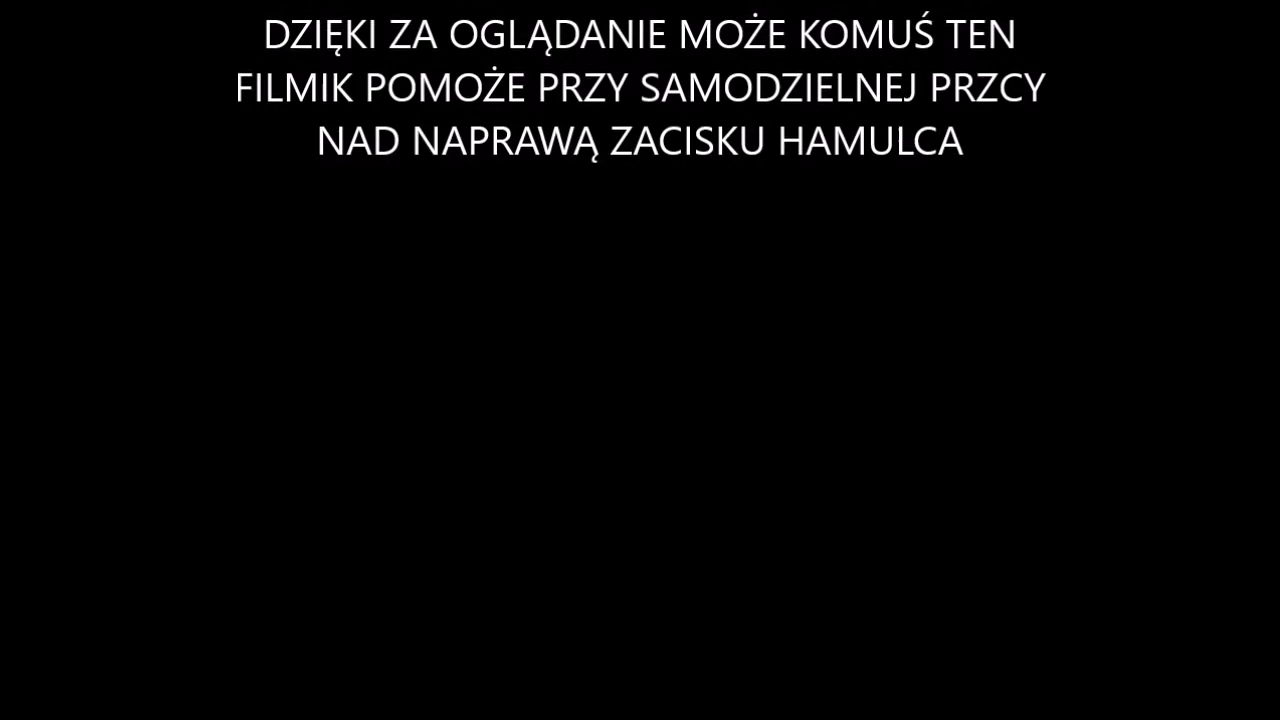 DZIĘKI ZA OGLĄDANIE MOŻE KOMUŚ TEN
FILMIK POMOŻE PRZY SAMODZIELNEJ PRZCY
NAD NAPRAWĄ ZACISKU HAMULCA